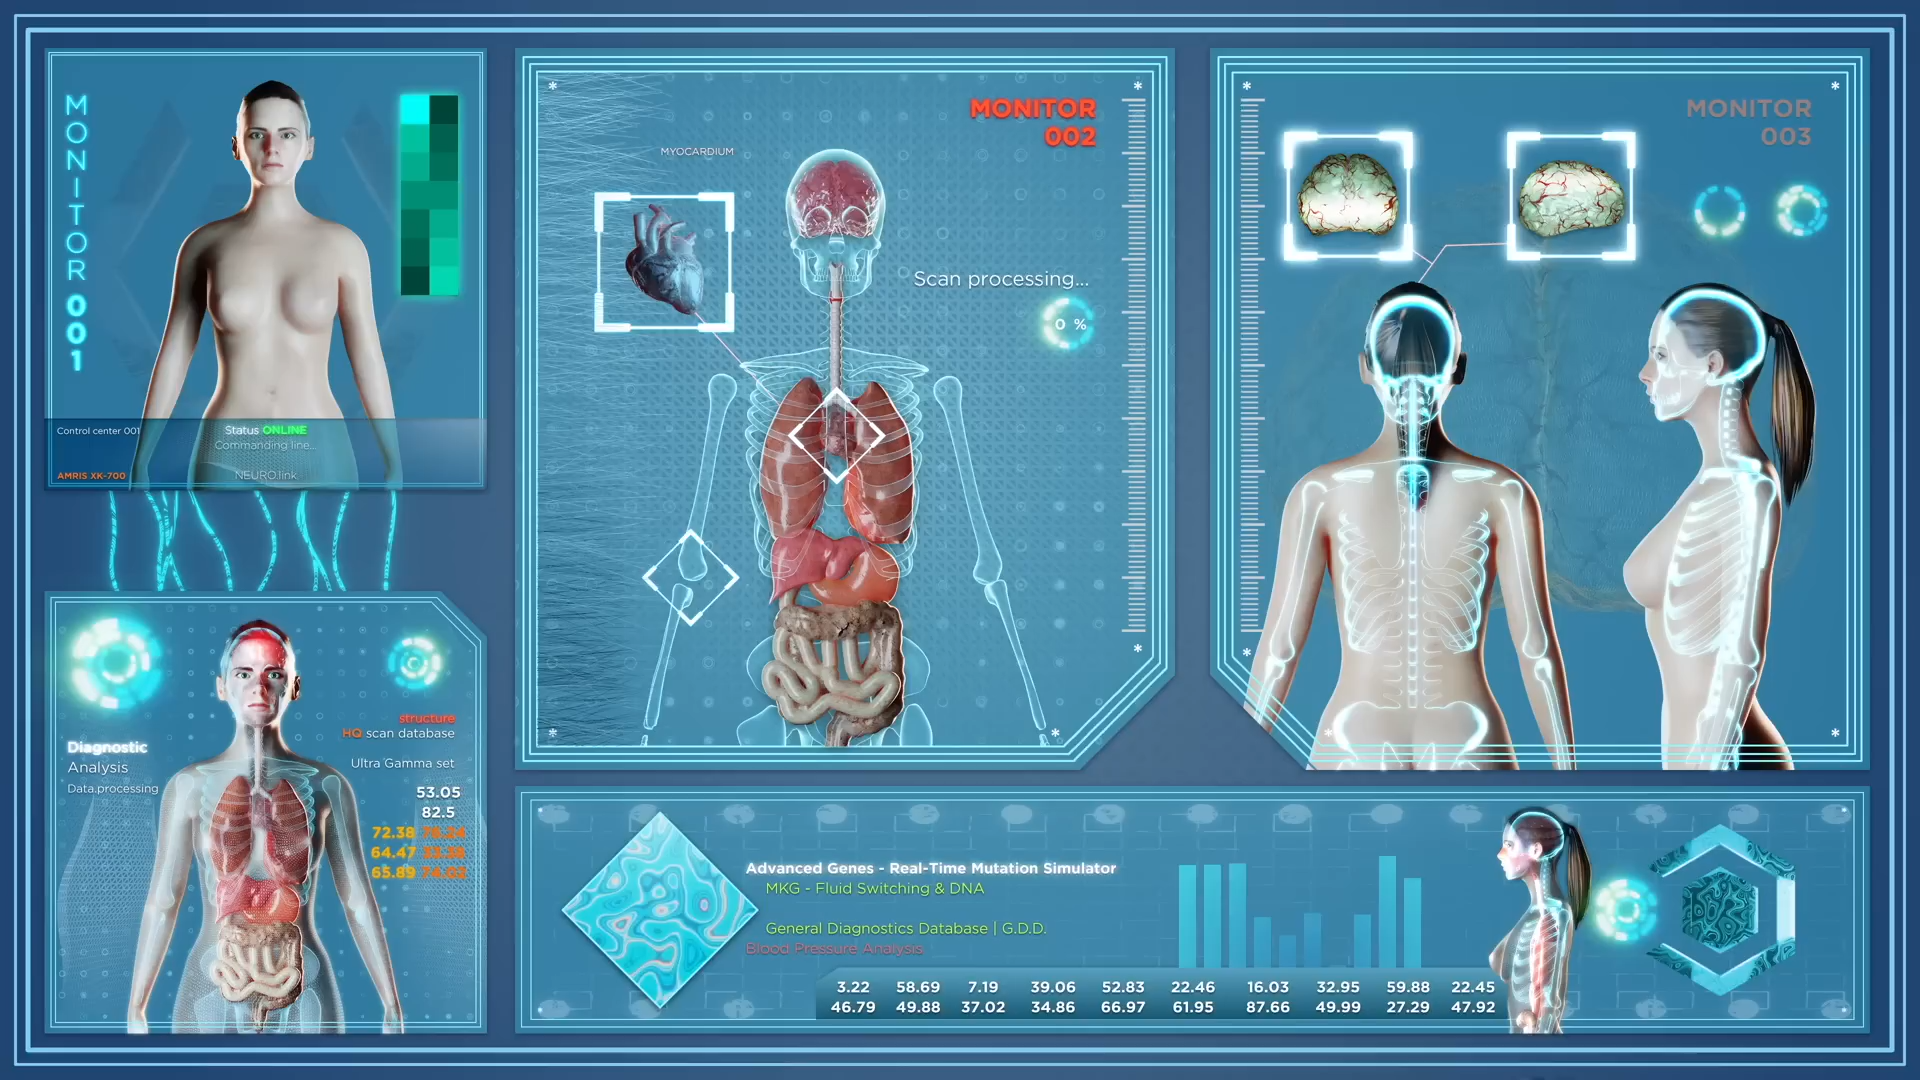 MONITOR 001
Control center 001
Status ONLINE
Commanding line...
AMRIS XK-700
NEURO.link
MONITOR
002
MYOCARDIUM
Scan processing...
0 %
MONITOR
003
structure
HQ scan database
Ultra Gamma set
Diagnostic
Analysis
Data.processing
53.05
82.5
72.38
64.47
65.89
Advanced Genes - Real-Time Mutation Simulator
MKG - Fluid Switching & DNA
General Diagnostics Database | G.D.D.
Blood Pressure Analysis
3.22 58.69 7.19 39.06 52.83 22.46 16.03 32.95 59.88 22.45
46.79 49.88 37.02 34.86 66.97 61.95 87.66 49.99 27.29 47.92